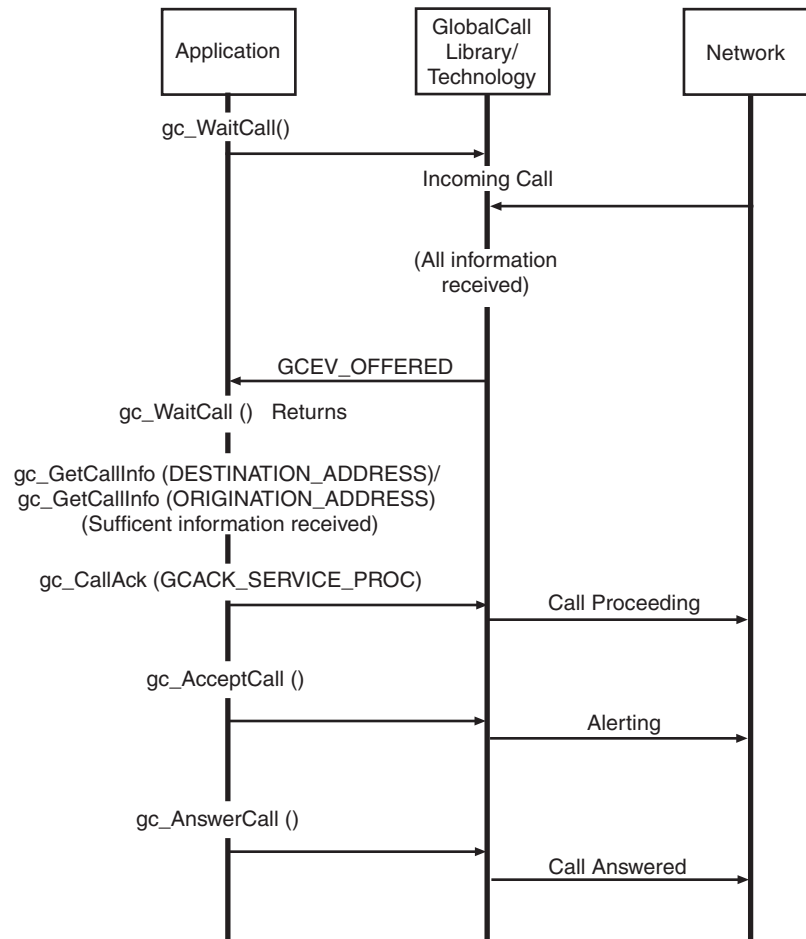 Application
GlobalCall
Library/
Technology
Network
gc_WaitCall()
Incoming Call
(All information
received)
GCEV_OFFERED
gc_WaitCall () Returns
gc_GetCallInfo (DESTINATION_ADDRESS)/
gc_GetCallInfo (ORIGINATION_ADDRESS)
(Sufficent information received)
gc_CallAck (GCACK_SERVICE_PROC)
Call Proceeding
gc_AcceptCall ()
Alerting
gc_AnswerCall ()
Call Answered